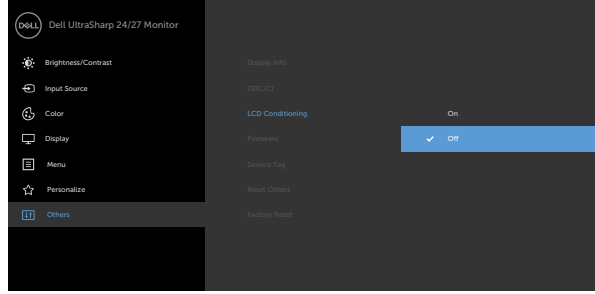 DELL Dell UltraSharp 24/27 Monitor
Brightness/Contrast
Input Source
Color
Display
Menu
Personalize
Others
Display Info
DDC/CI
LCD Conditioning
Firmware
Service Tag
Reset Others
Factory Reset
On
Off